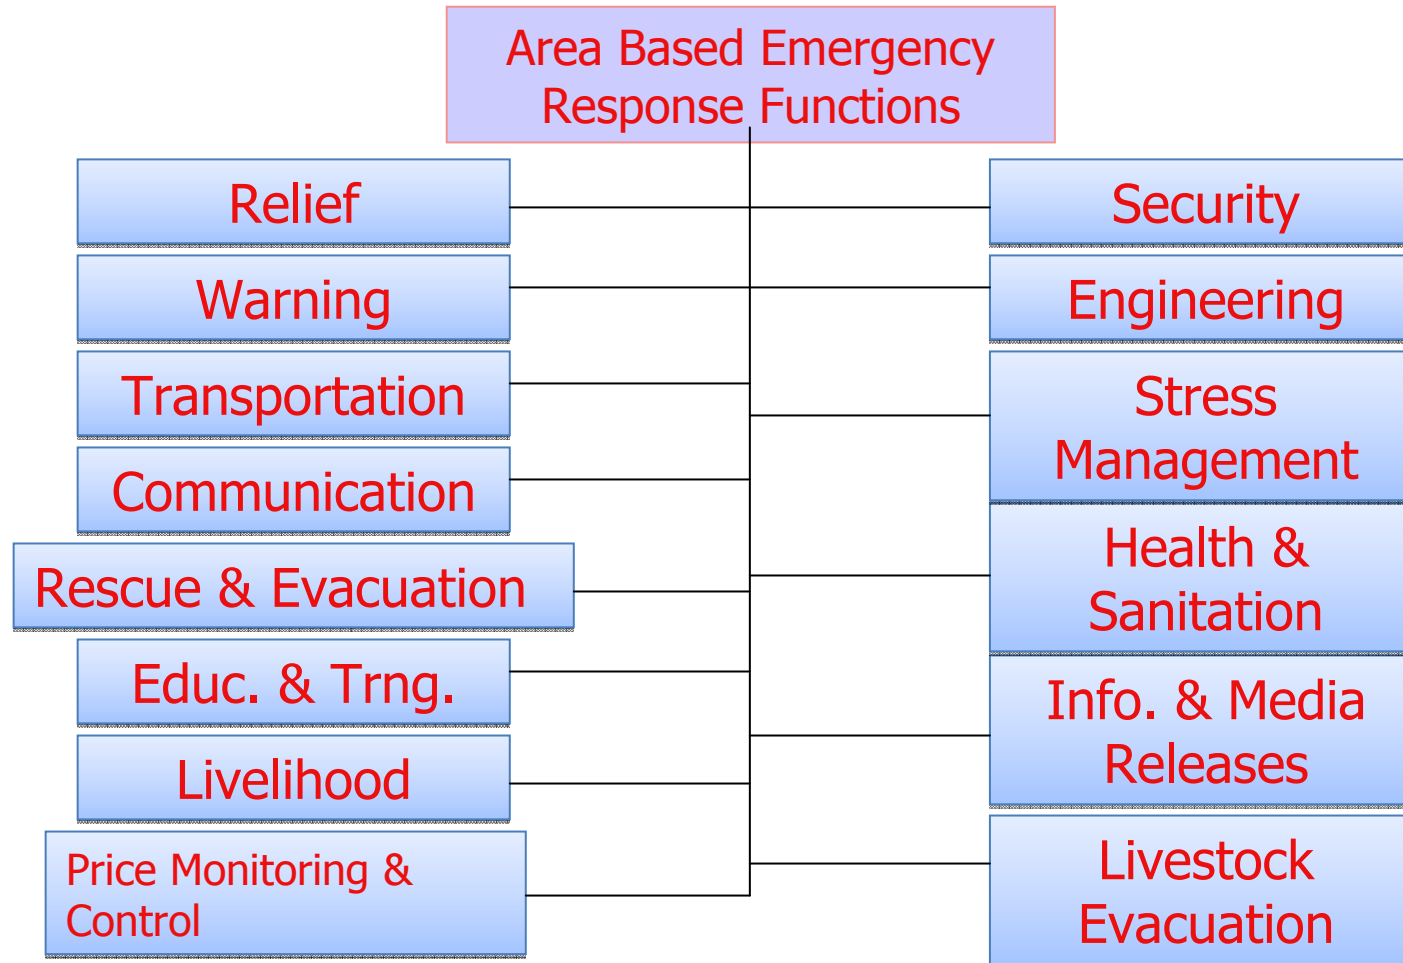 Area Based Emergency
Response Functions
Relief
Warning
Transportation
Communication
Rescue & Evacuation
Educ. & Trng.
Livelihood
Price Monitoring &
Control
Security
Engineering
Stress
Management
Health &
Sanitation
Info. & Media
Releases
Livestock
Evacuation